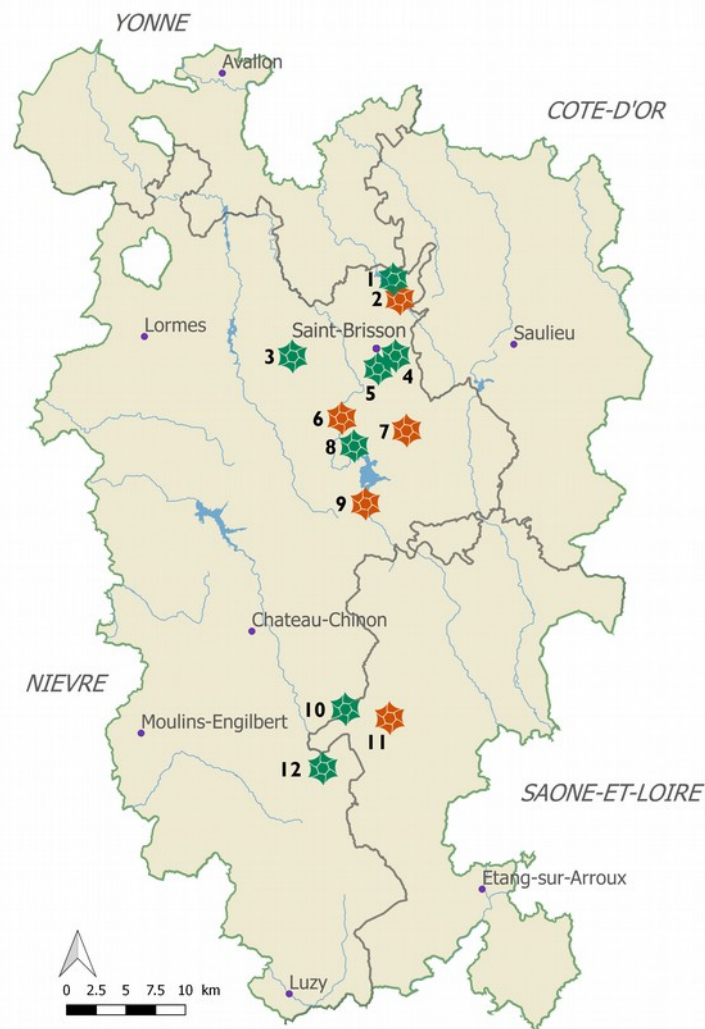 YONNE
Avallon
COTE-D'OR
1
2
Lormes
Saint-Brisson
Saulieu
3
4
5
6
7
8
9
Chateau-Chinon
NIEVRE
10
Moulins-Engilbert
11
12
SAONE-ET-LOIRE
Etang-sur-Arroux
Luzy
0 2.5 5 7.5 10 km